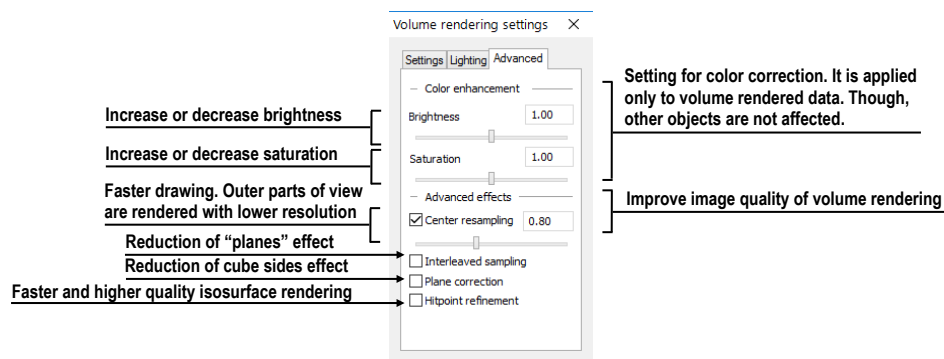 Volume rendering settings
Settings Lighting Advanced
Color enhancement
Brightness 1.00
Saturation 1.00
Advanced effects
Center resampling 0.80
Interleaved sampling
Plane correction
Hitpoint refinement
Increase or decrease brightness
Increase or decrease saturation
Faster drawing. Outer parts of view
are rendered with lower resolution
Reduction of “planes” effect
Reduction of cube sides effect
Faster and higher quality isosurface rendering
Setting for color correction. It is applied
only to volume rendered data. Though,
other objects are not affected.
Improve image quality of volume rendering